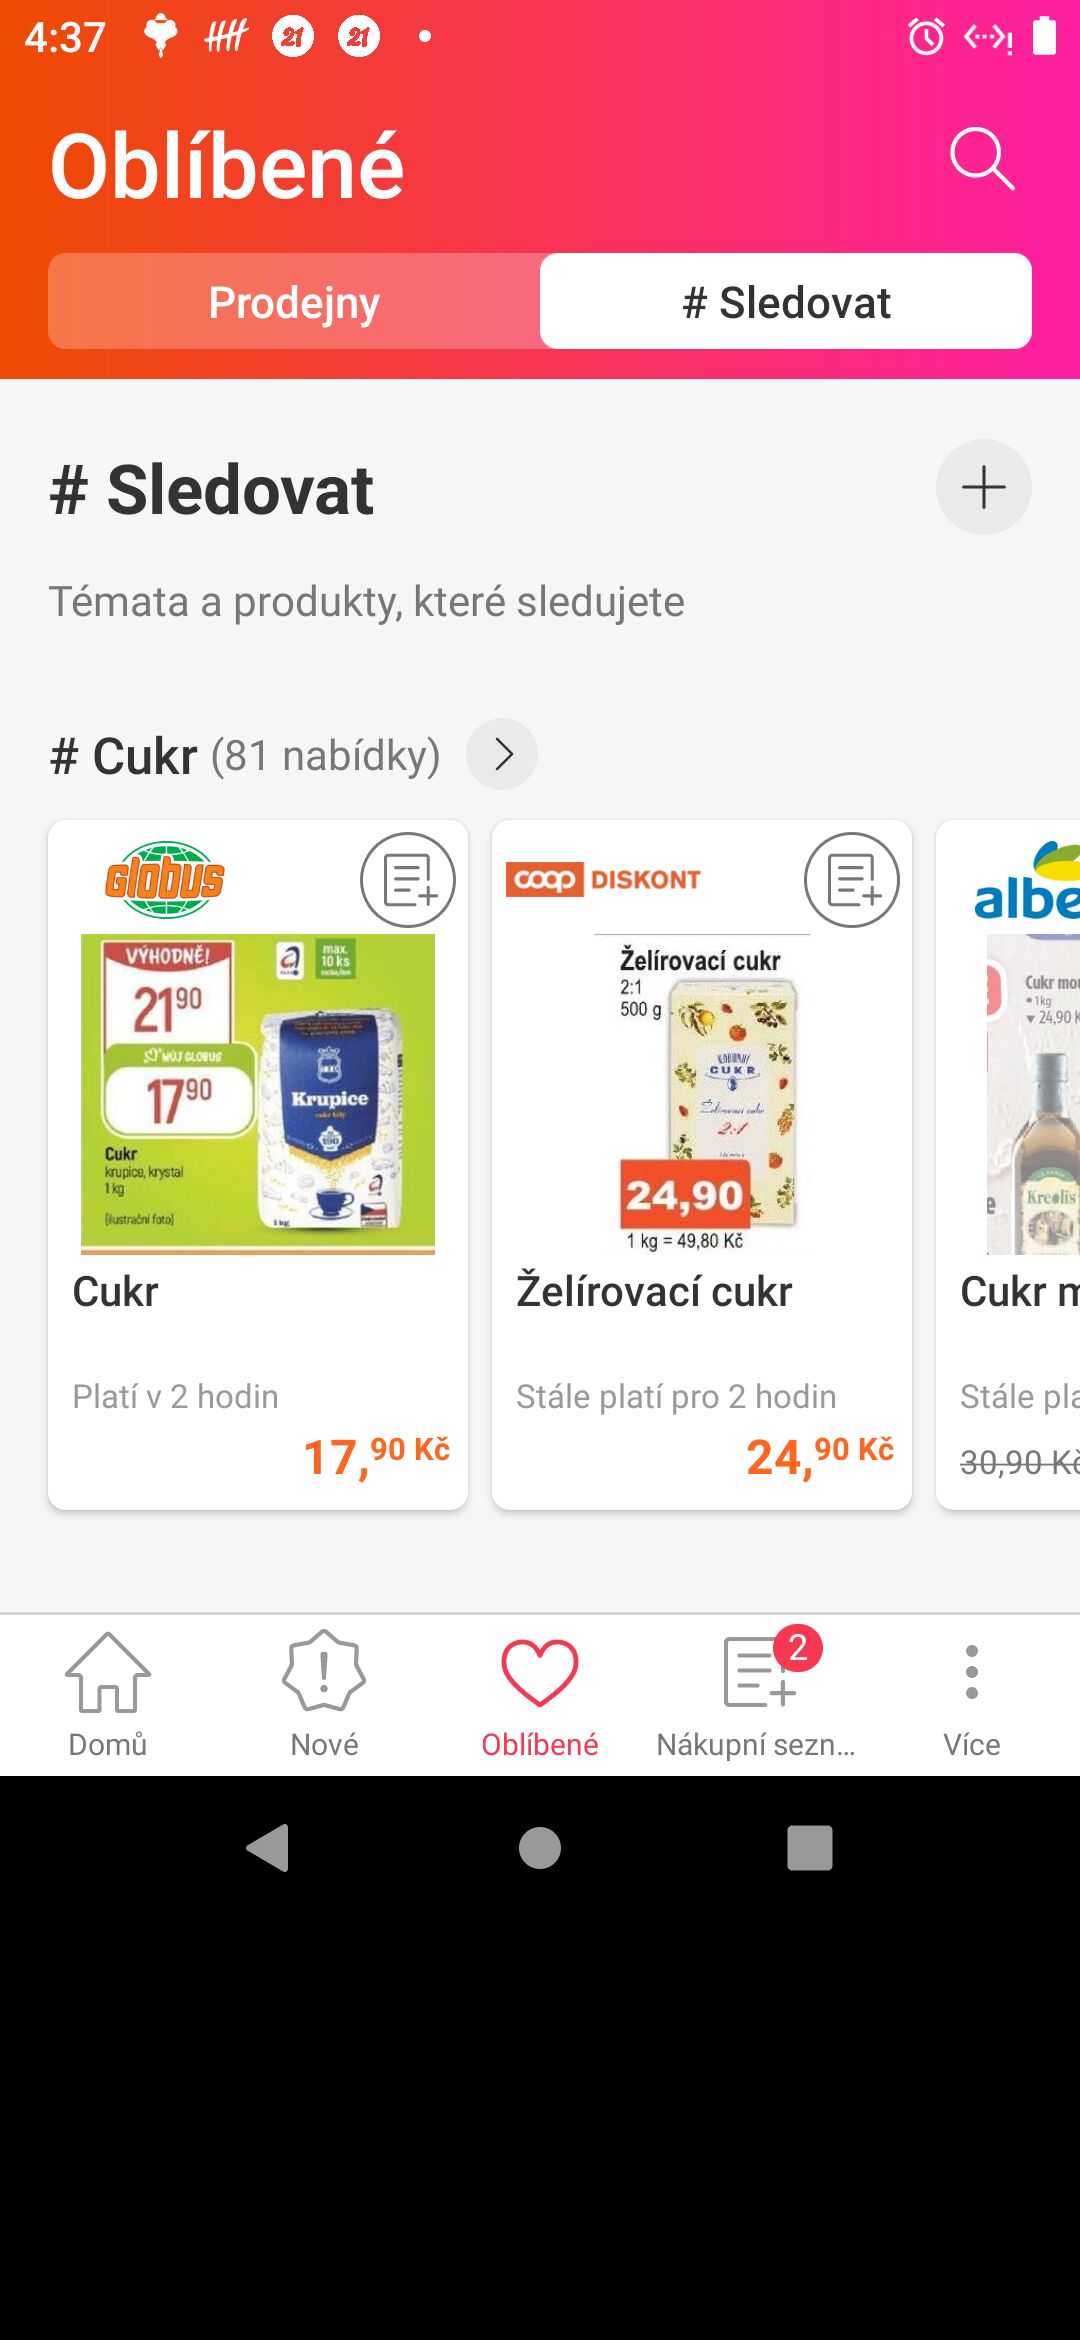 4:37
Oblíbené
Prodejny
# Sledovat
# Sledovat
Témata a produkty, které sledujete
# Cukr (81 nabídky)
Globus
VÝHODNĚ!
21 90
MŮJ GLOBUS
17 90
Cukr
krupice, krystal
1 kg
(ilustrační foto)
max.
10 ks
Krupice
cukr bílý
Cukr
Platí v 2 hodin
17,90 Kč
coop DISKONT
Želírovací cukr
2:1
500 g
CUKR
Želírovací cukr
2:1
24,90
1 kg = 49,80 Kč
Želírovací cukr
Stále platí pro 2 hodin
24,90 Kč
albe
Cukr mou
• 1kg
▼ 24,90 K
Kreolis
Cukr m
Stále pla
30,90 Kč
Domů
Nové
Oblíbené
2
Nákupní sezn...
Více